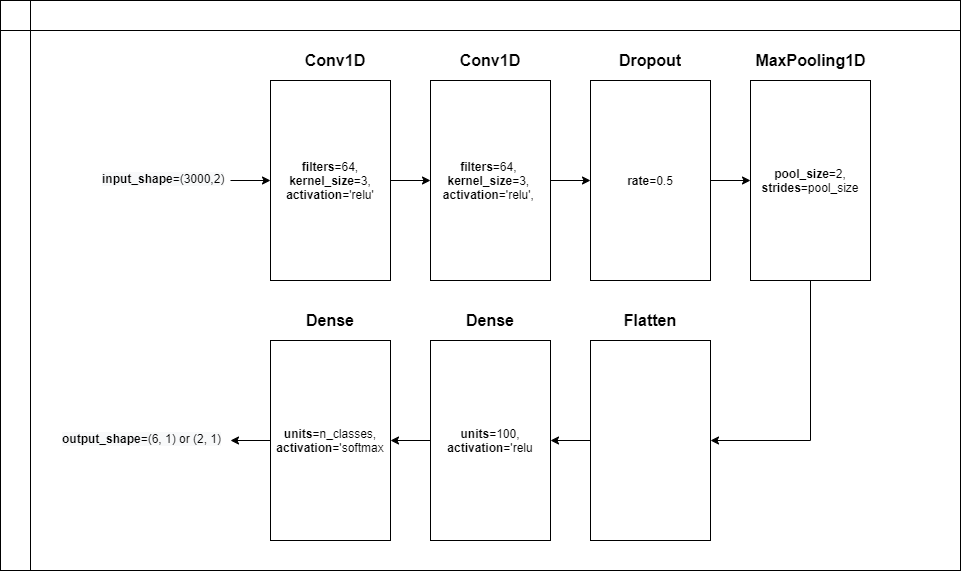 Conv1D
Conv1D
Dropout
MaxPooling1D
input_shape=(3000,2)
filters=64,
kernel_size=3,
activation='relu'
filters=64,
kernel_size=3,
activation='relu',
rate=0.5
pool_size=2,
strides=pool_size
Dense
Dense
Flatten
output_shape=(6, 1) or (2, 1)
units=n_classes,
activation='softmax
units=100,
activation='relu